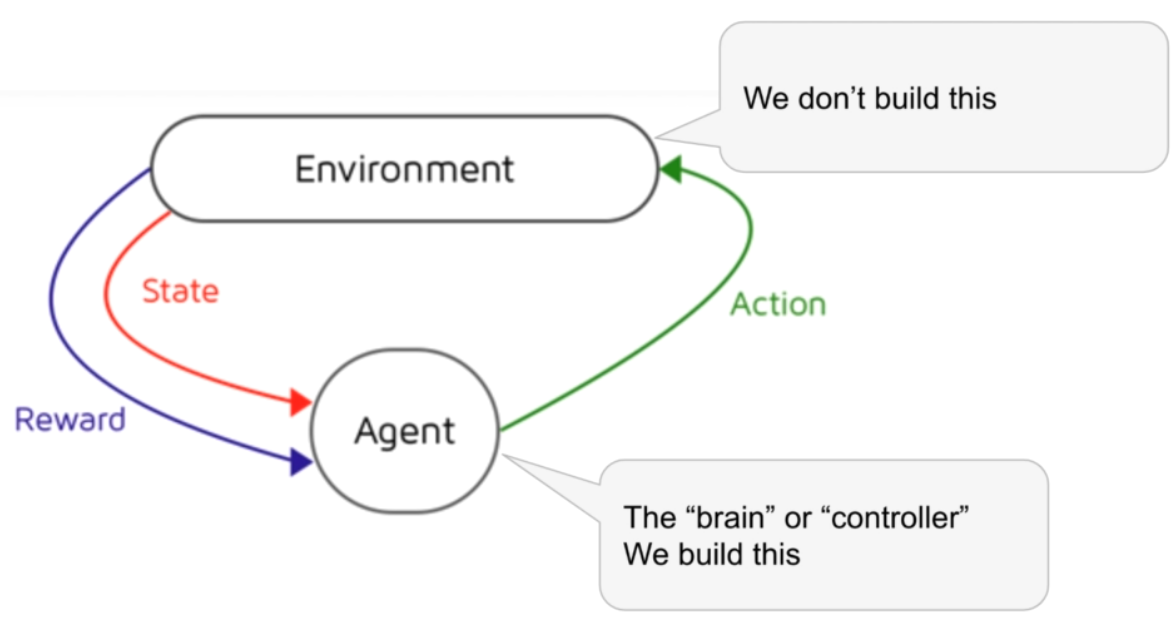 We don’t build this
Environment
State
Action
Reward
Agent
The “brain” or “controller”
We build this